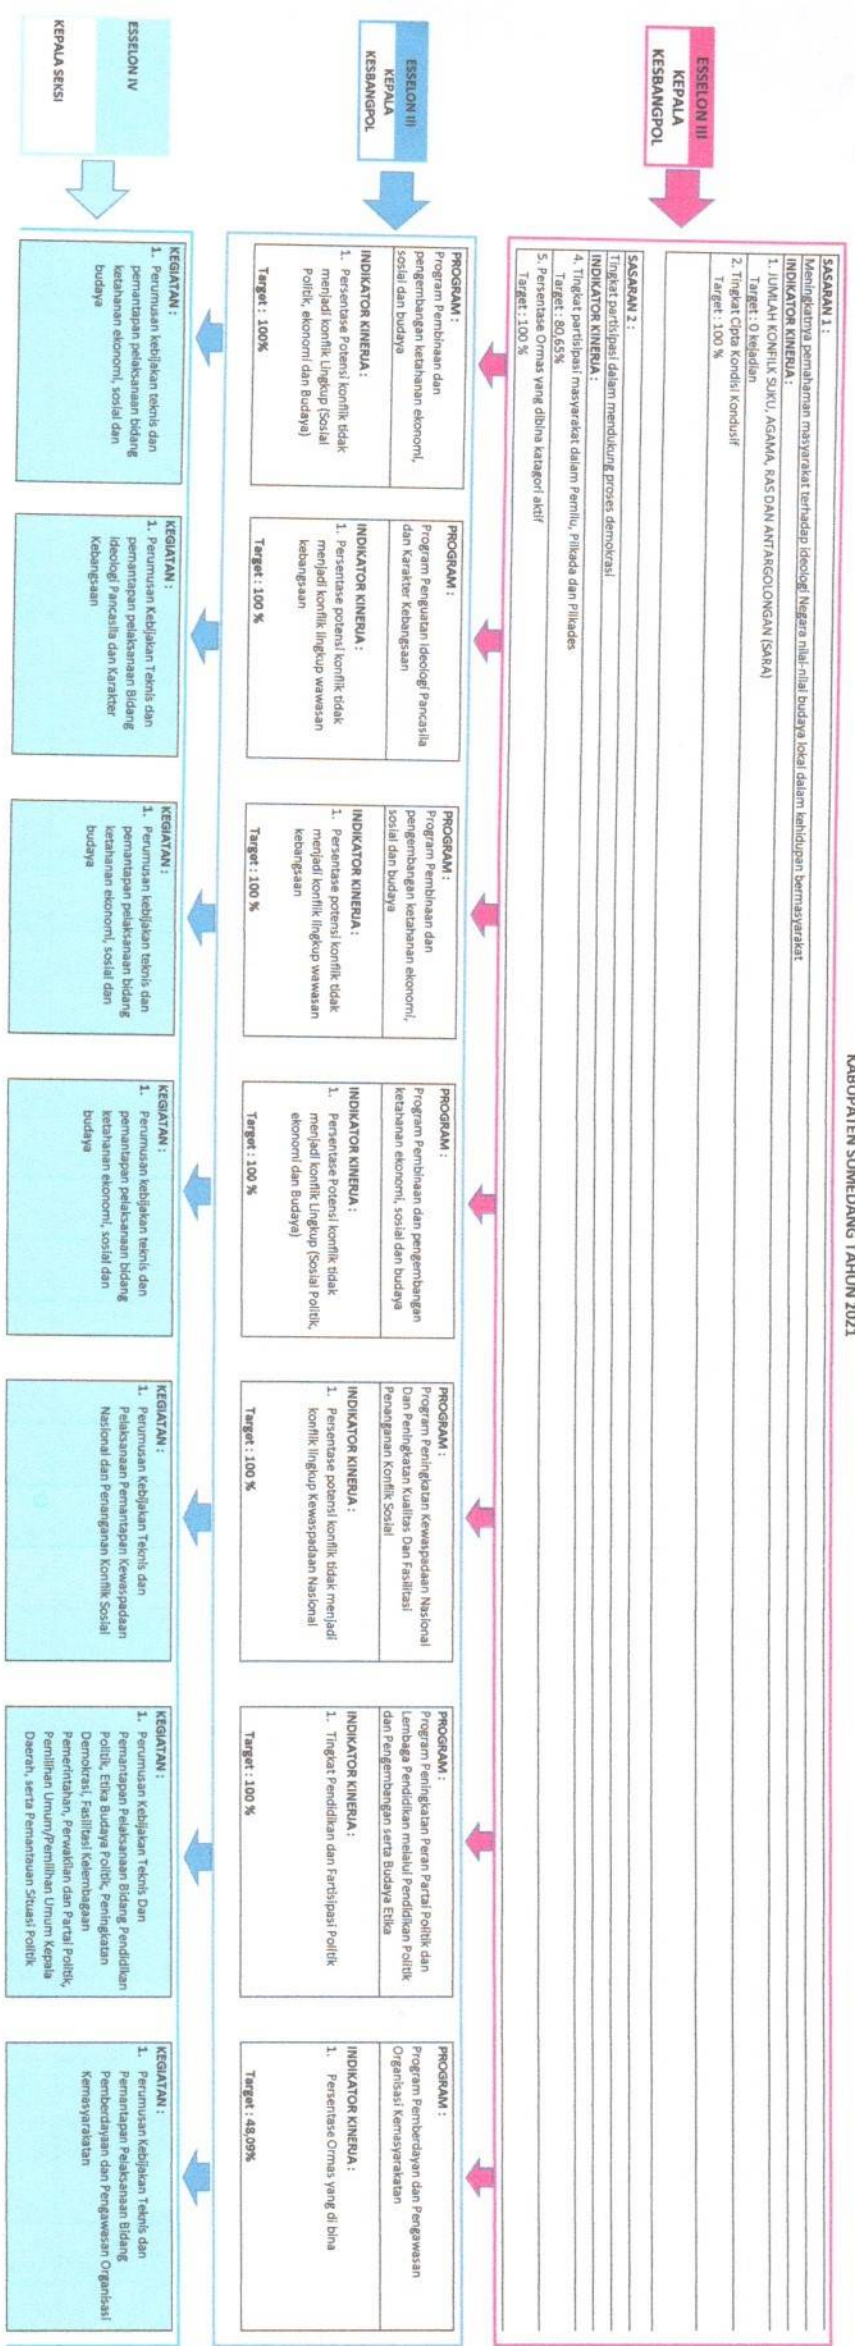 KABUPATEN SUMEDANG TAHUN 2021
ESSELON III
KEPALA
KESBANGPOL
SASARAN 1 :
Meningkatnya pemahaman masyarakat terhadap ideologi Negara nilai-nilai budaya lokal dalam kehidupan bermasyarakat
INDIKATOR KINERJA :
1. JUMLAH KONFILK SUKU, AGAMA, RAS DAN ANTARGOLONGAN (SARA)
Target : 0 kejadian
2. Tingkat Cipta Kondisi Kondusif
Target : 100 %
SASARAN 2 :
Tingkat partisipasi dalam mendukung proses demokrasi
INDIKATOR KINERJA :
4. Tingkat partisipasi masyarakat dalam Pemilu, Pilkada dan Pilkades
Target : 80,65%
5. Persentase Ormas yang dibina katagori aktif
Target : 100 %
ESSELON III
KEPALA
KESBANGPOL
PROGRAM :
Program Pembinaan dan
pengembangan ketahanan ekonomi,
sosial dan budaya
INDIKATOR KINERJA :
1. Persentase Potensi konflik tidak
menjadi konflik Lingkup (Sosial
Politik, ekonomi dan Budaya)
Target : 100%
PROGRAM :
Program Penguatan Ideologi Pancasila
dan Karakter Kebangsaan
INDIKATOR KINERJA :
1. Persentase potensi konflik tidak
menjadi konflik lingkup wawasan
kebangsaan
Target : 100 %
PROGRAM :
Program Pembinaan dan
pengembangan ketahanan ekonomi,
sosial dan budaya
INDIKATOR KINERJA :
1. Persentase potensi konflik tidak
menjadi konflik lingkup wawasan
kebangsaan
Target : 100 %
PROGRAM :
Program Pembinaan dan pengembangan
ketahanan ekonomi, sosial dan budaya
INDIKATOR KINERJA :
1. Persentase Potensi konflik tidak
menjadi konflik Lingkup (Sosial Politik,
ekonomi dan Budaya)
Target : 100 %
PROGRAM :
Program Peningkatan Kewaspadaan Nasional
Dan Peningkatan Kualitas Dan Fasilitasi
Penanganan Konflik Sosial
INDIKATOR KINERJA :
1. Persentase potensi konflik tidak menjadi
konflik lingkup Kewaspadaan Nasional
Target : 100 %
PROGRAM :
Program Peningkatan Peran Partai Politik dan
Lembaga Pendidikan melalui Pendidikan Politik
dan Pengembangan serta Budaya Etika
INDIKATOR KINERJA :
1. Tingkat Pendidikan dan Fartisipasi Politik
Target : 100 %
PROGRAM :
Program Pemberdayan dan Pengawasan
Organisasi Kemasyarakatan
INDIKATOR KINERJA :
1. Persentase Ormas yang di bina
Target : 48,09%
ESSELON IV
KEPALA SEKSI
KEGIATAN :
1. Perumusan kebijakan teknis dan
pemantapan pelaksanaan bidang
ketahanan ekonomi, sosial dan
budaya
KEGIATAN :
1. Perumusan Kebijakan Teknis dan
pemantapan pelaksanaan Bidang
ideologi Pancasila dan Karakter
Kebangsaan
KEGIATAN :
1. Perumusan kebijakan teknis dan
pemantapan pelaksanaan bidang
ketahanan ekonomi, sosial dan
budaya
KEGIATAN :
1. Perumusan kebijakan teknis dan
pemantapan pelaksanaan bidang
ketahanan ekonomi, sosial dan
budaya
KEGIATAN :
1. Perumusan Kebijakan Teknis dan
Pelaksanaan Pemantapan Kewaspadaan
Nasional dan Penanganan Konflik Sosial
KEGIATAN :
1. Perumusan Kebijakan Teknis Dan
Pemantapan Pelaksanaan Bidang Pendidikan
Politik, Etika Budaya Politik, Peningkatan
Demokrasi, Fasilitasi Kelembagaan
Pemerintahan, Perwakilan dan Partai Politik,
Pemilihan Umum/Pemilihan Umum Kepala
Daerah, serta Pemantauan Situasi Politik
KEGIATAN :
1. Perumusan Kebijakan Teknis dan
Pemantapan Pelaksanaan Bidang
Pemberdayaan dan Pengawasan Organisasi
Kemasyarakatan